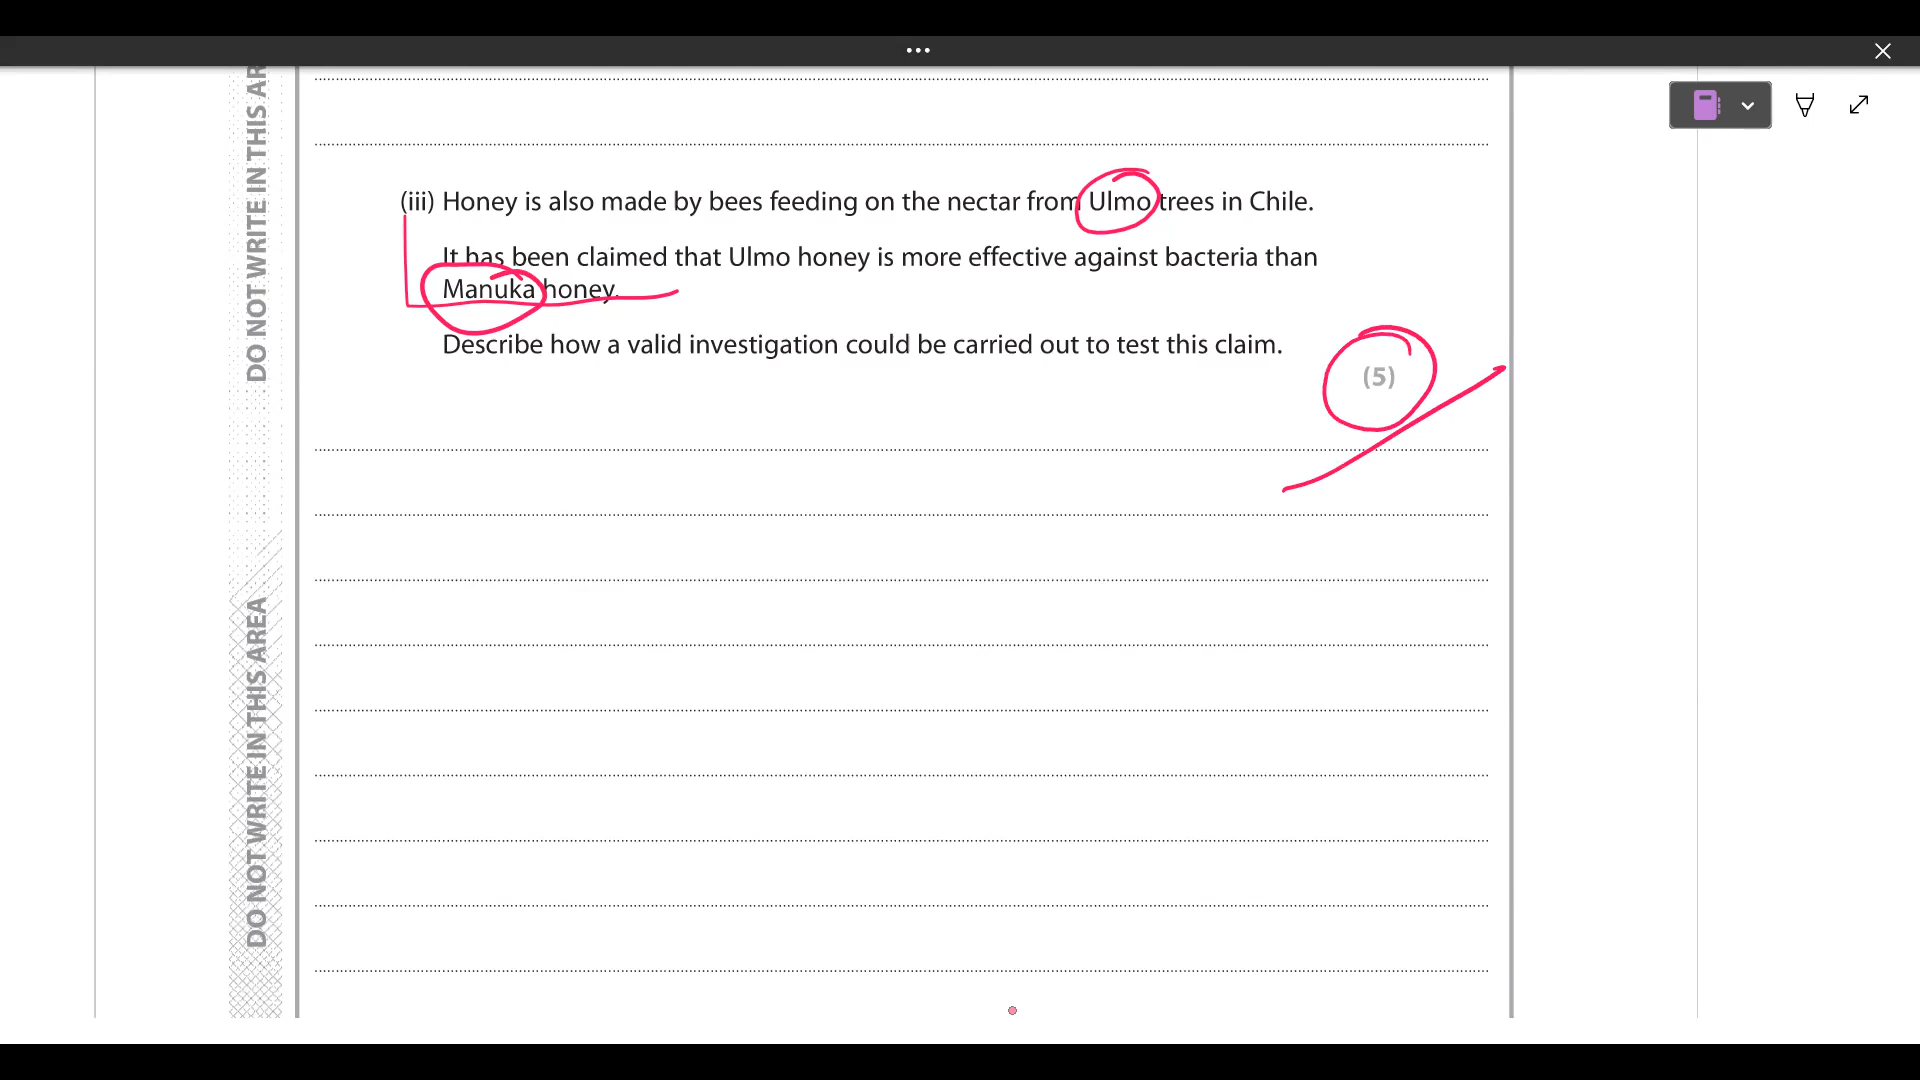 DO NOT WRITE IN THIS AR
(iii) Honey is also made by bees feeding on the nectar from Ulmo trees in Chile.
It has been claimed that Ulmo honey is more effective against bacteria than
Manuka honey.
Describe how a valid investigation could be carried out to test this claim.
(5)
DO NOT WRITE IN THIS AREA